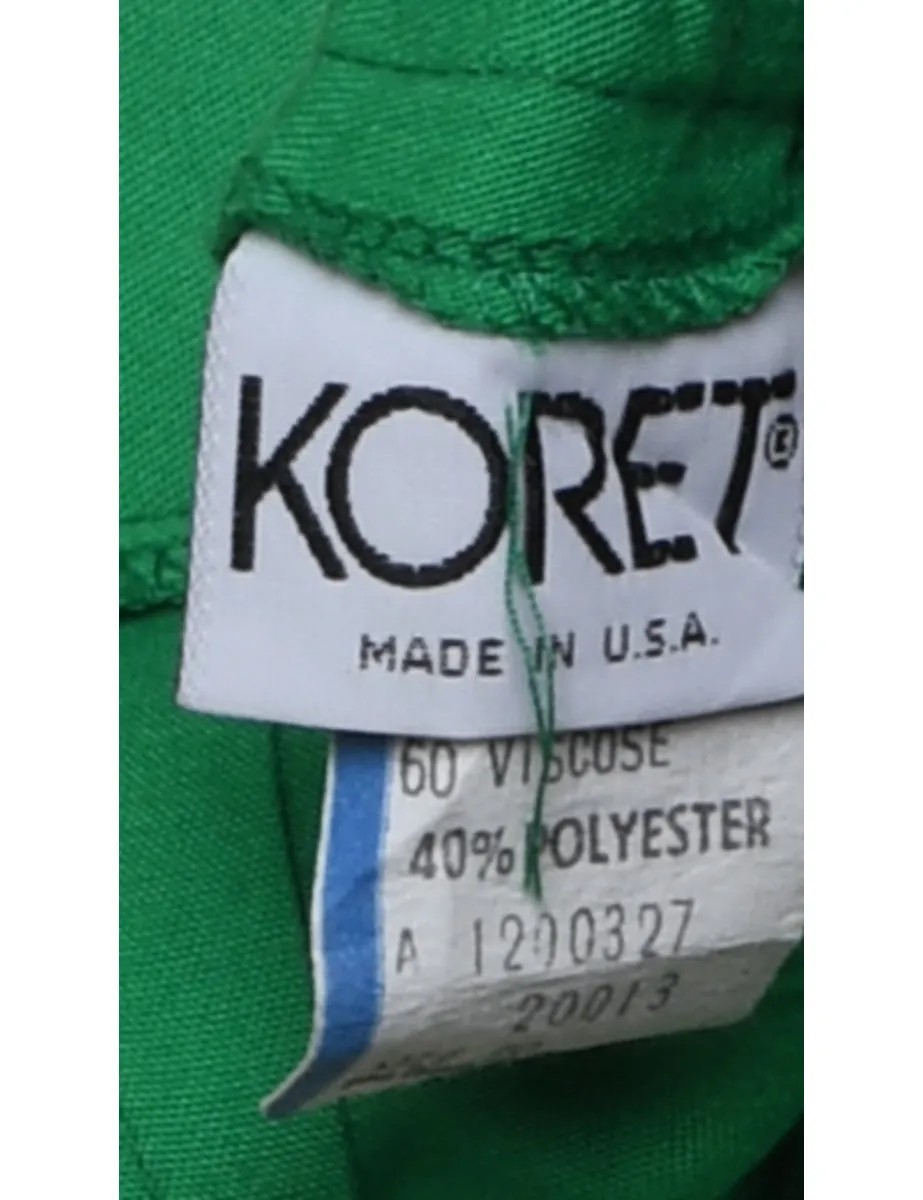 KORET®
MADE IN U.S.A.
60 VISCOSE
40% POLYESTER
A 1200327
20013